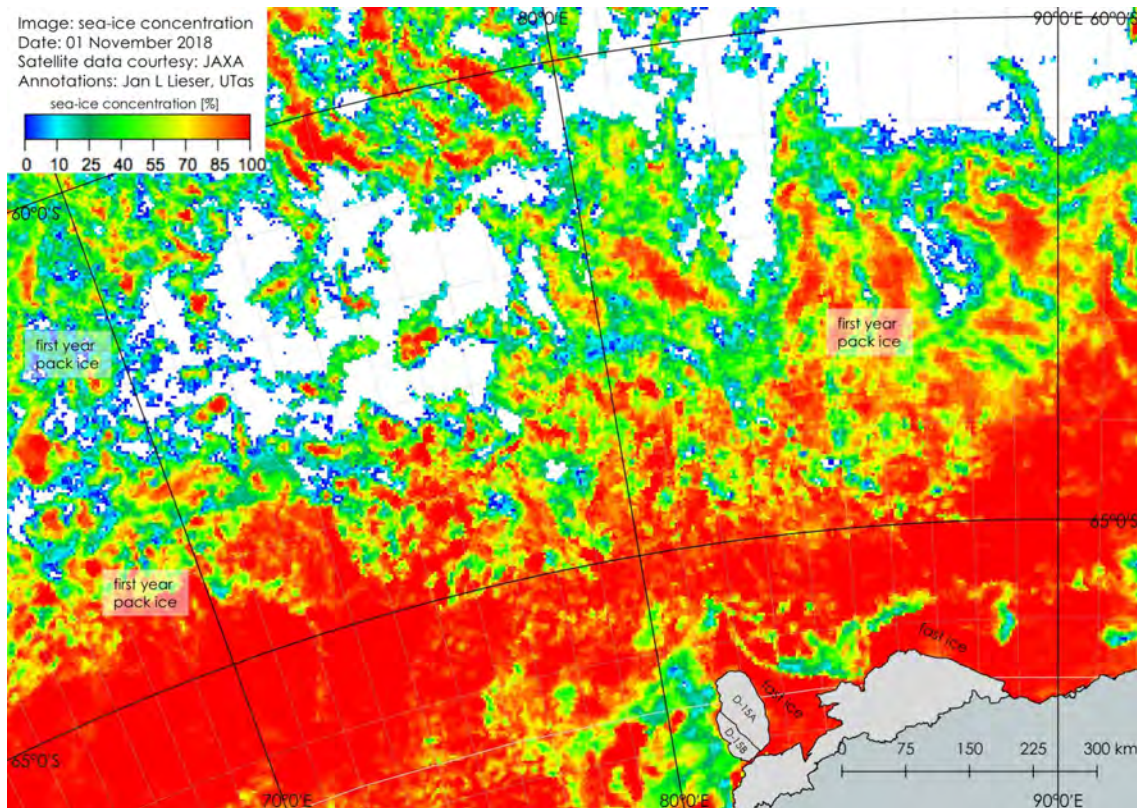 Image: sea-ice concentration
Date: 01 November 2018
Satellite data courtesy: JAXA
Annotations: Jan L Lieser, UTas
sea-ice concentration [%]
0 10 25 40 55 70 85 100
80°0'E
90°0'E 60°0'S
60°0'S
first year
pack ice
first year
pack ice
65°0'S
first year
pack ice
fast ice
fast ice
D-15A
D-15B
65°0'S
70°0'E
80°0'E
0 75 150 225 300 km
90°0'E